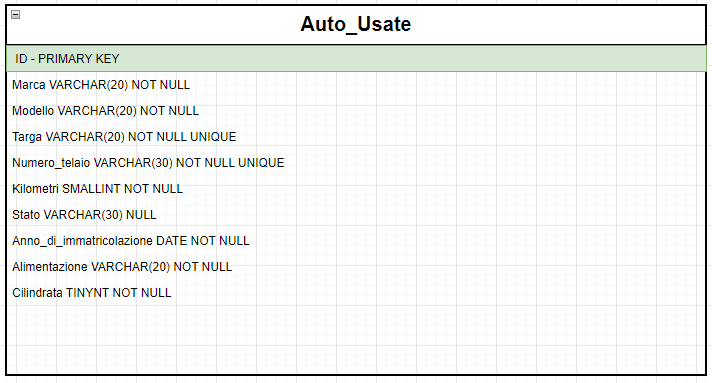 Auto_Usate
ID - PRIMARY KEY
Marca VARCHAR(20) NOT NULL
Modello VARCHAR(20) NOT NULL
Targa VARCHAR(20) NOT NULL UNIQUE
Numero_telaio VARCHAR(30) NOT NULL UNIQUE
Kilometri SMALLINT NOT NULL
Stato VARCHAR(30) NULL
Anno_di_immatricolazione DATE NOT NULL
Alimentazione VARCHAR(20) NOT NULL
Cilindrata TINYNT NOT NULL